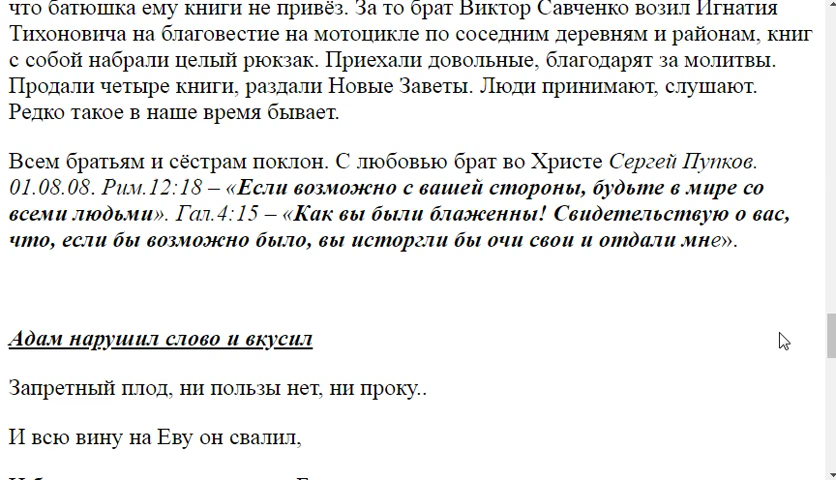 что батюшка ему книги не привёз. За то брат Виктор Савченко возил Игнатия
Тихоновича на благовестие на мотоцикле по соседним деревням и районам, книг
с собой набрали целый рюкзак. Приехали довольные, благодарят за молитвы.
Продали четыре книги, раздали Новые Заветы. Люди принимают, слушают.
Редко такое в наше время бывает.
Всем братьям и сёстрам поклон. С любовью брат во Христе Сергей Пупков.
01.08.08. Рим.12:18 – «Если возможно с вашей стороны, будьте в мире со
всеми людьми». Гал.4:15 – «Как вы были блаженны! Свидетельствую о вас,
что, если бы возможно было, вы исторгли бы очи свои и отдали мне».
Адам нарушил слово и вкусил
Запретный плод, ни пользы нет, ни проку..
И всю вину на Еву он свалил,